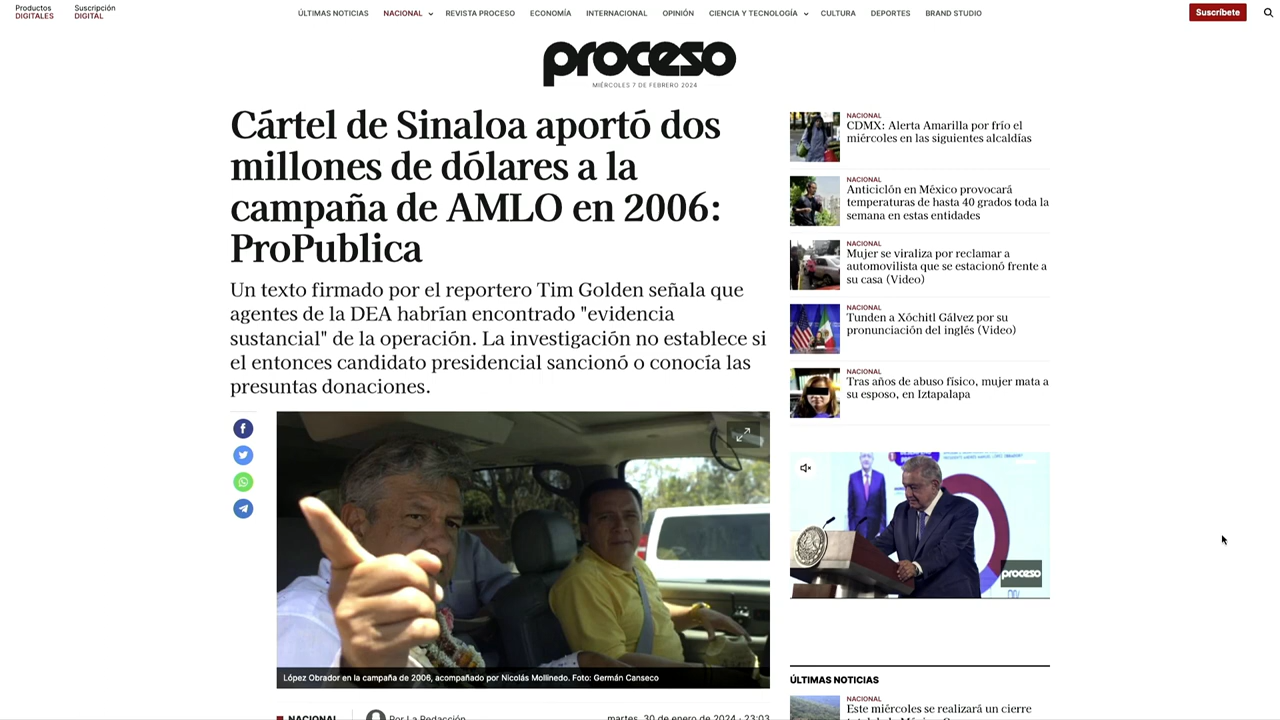 Productos
DIGITALES
Suscripción
DIGITAL
ÚLTIMAS NOTICIAS
NACIONAL
REVISTA PROCESO
ECONOMÍA
INTERNACIONAL
OPINIÓN
CIENCIA Y TECNOLOGÍA
CULTURA
DEPORTES
BRAND STUDIO
Suscríbete
proceso
MIÉRCOLES 7 DE FEBRERO 2024
Cártel de Sinaloa aportó dos
millones de dólares a la
campaña de AMLO en 2006:
ProPublica
Un texto firmado por el reportero Tim Golden señala que
agentes de la DEA habrían encontrado "evidencia
sustancial" de la operación. La investigación no establece si
el entonces candidato presidencial sancionó o conocía las
presuntas donaciones.
López Obrador en la campaña de 2006, acompañado por Nicolás Mollinedo. Foto: Germán Canseco
NACIONAL
Por La Redacción
martes, 30 de enero de 2024 · 23:03
NACIONAL
CDMX: Alerta Amarilla por frío el
miércoles en las siguientes alcaldías
NACIONAL
Anticiclón en México provocará
temperaturas de hasta 40 grados toda la
semana en estas entidades
NACIONAL
Mujer se viraliza por reclamar a
automovilista que se estacionó frente a
su casa (Video)
NACIONAL
Tunden a Xóchitl Gálvez por su
pronunciación del inglés (Video)
NACIONAL
Tras años de abuso físico, mujer mata a
su esposo, en Iztapalapa
proceso
ÚLTIMAS NOTICIAS
NACIONAL
Este miércoles se realizará un cierre